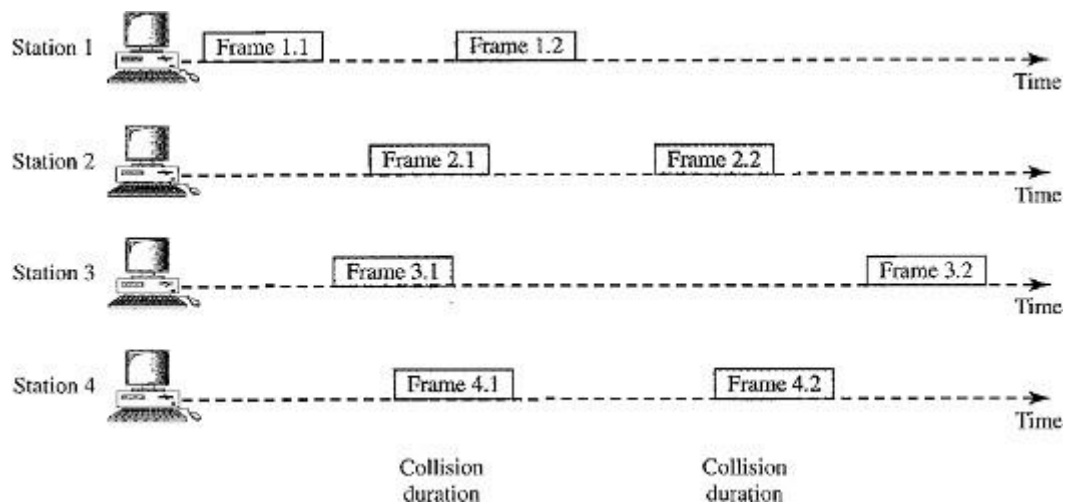 Station 1
Frame 1.1
Frame 1.2
Time
Station 2
Frame 2.1
Frame 2.2
Time
Station 3
Frame 3.1
Frame 3.2
Time
Station 4
Frame 4.1
Frame 4.2
Time
Collision
duration
Collision
duration